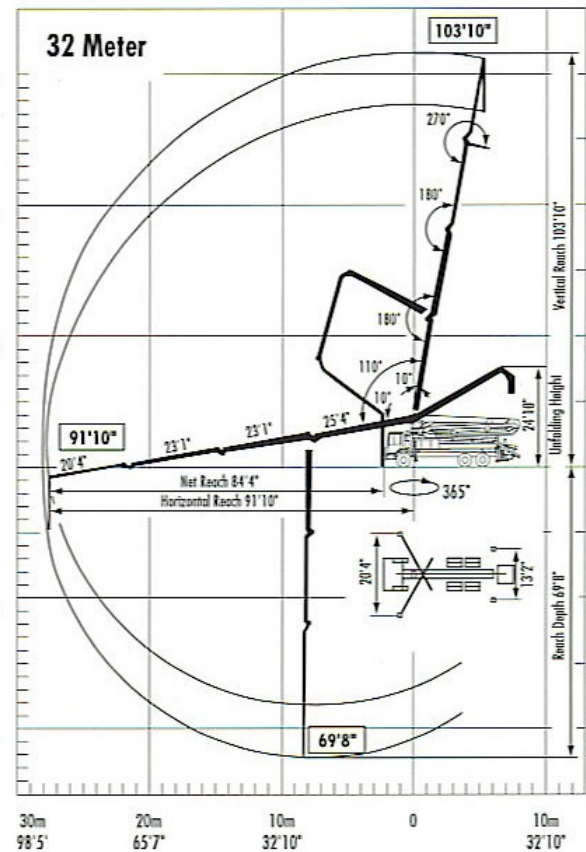 32 Meter
103'10"
270°
180°
Vertical Reach 103'10"
180°
110°
10°
10°
Unfolding Height
24'10"
25'4"
23'1"
23'1"
20'4"
91'10"
Net Reach 84'4"
Horizontal Reach 91'10"
365°
20'4"
13'2"
Reach Depth 69'8"
69'8"
30m 20m 10m 0 10m
98'5' 65'7" 32'10" 32'10"